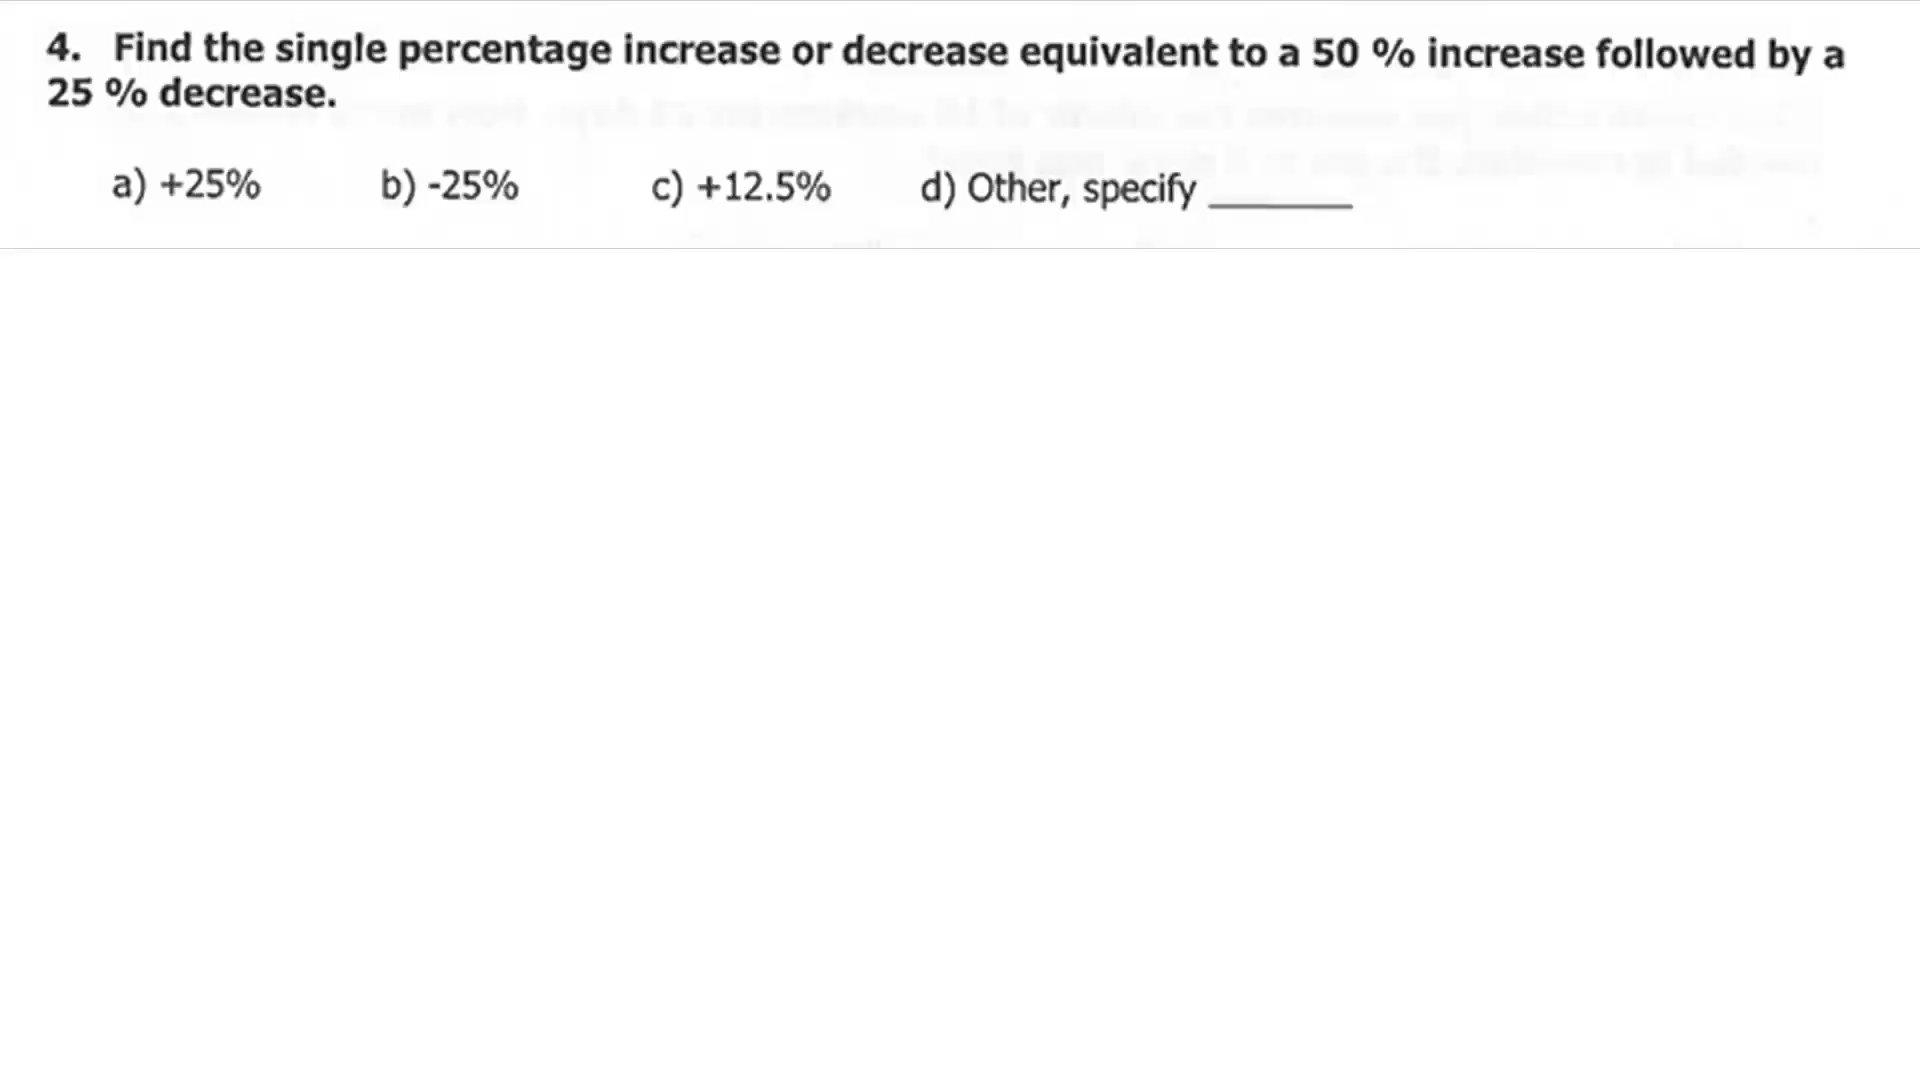 4. Find the single percentage increase or decrease equivalent to a 50 % increase followed by a
25 % decrease.
a) +25% b) -25% c) +12.5% d) Other, specify ______